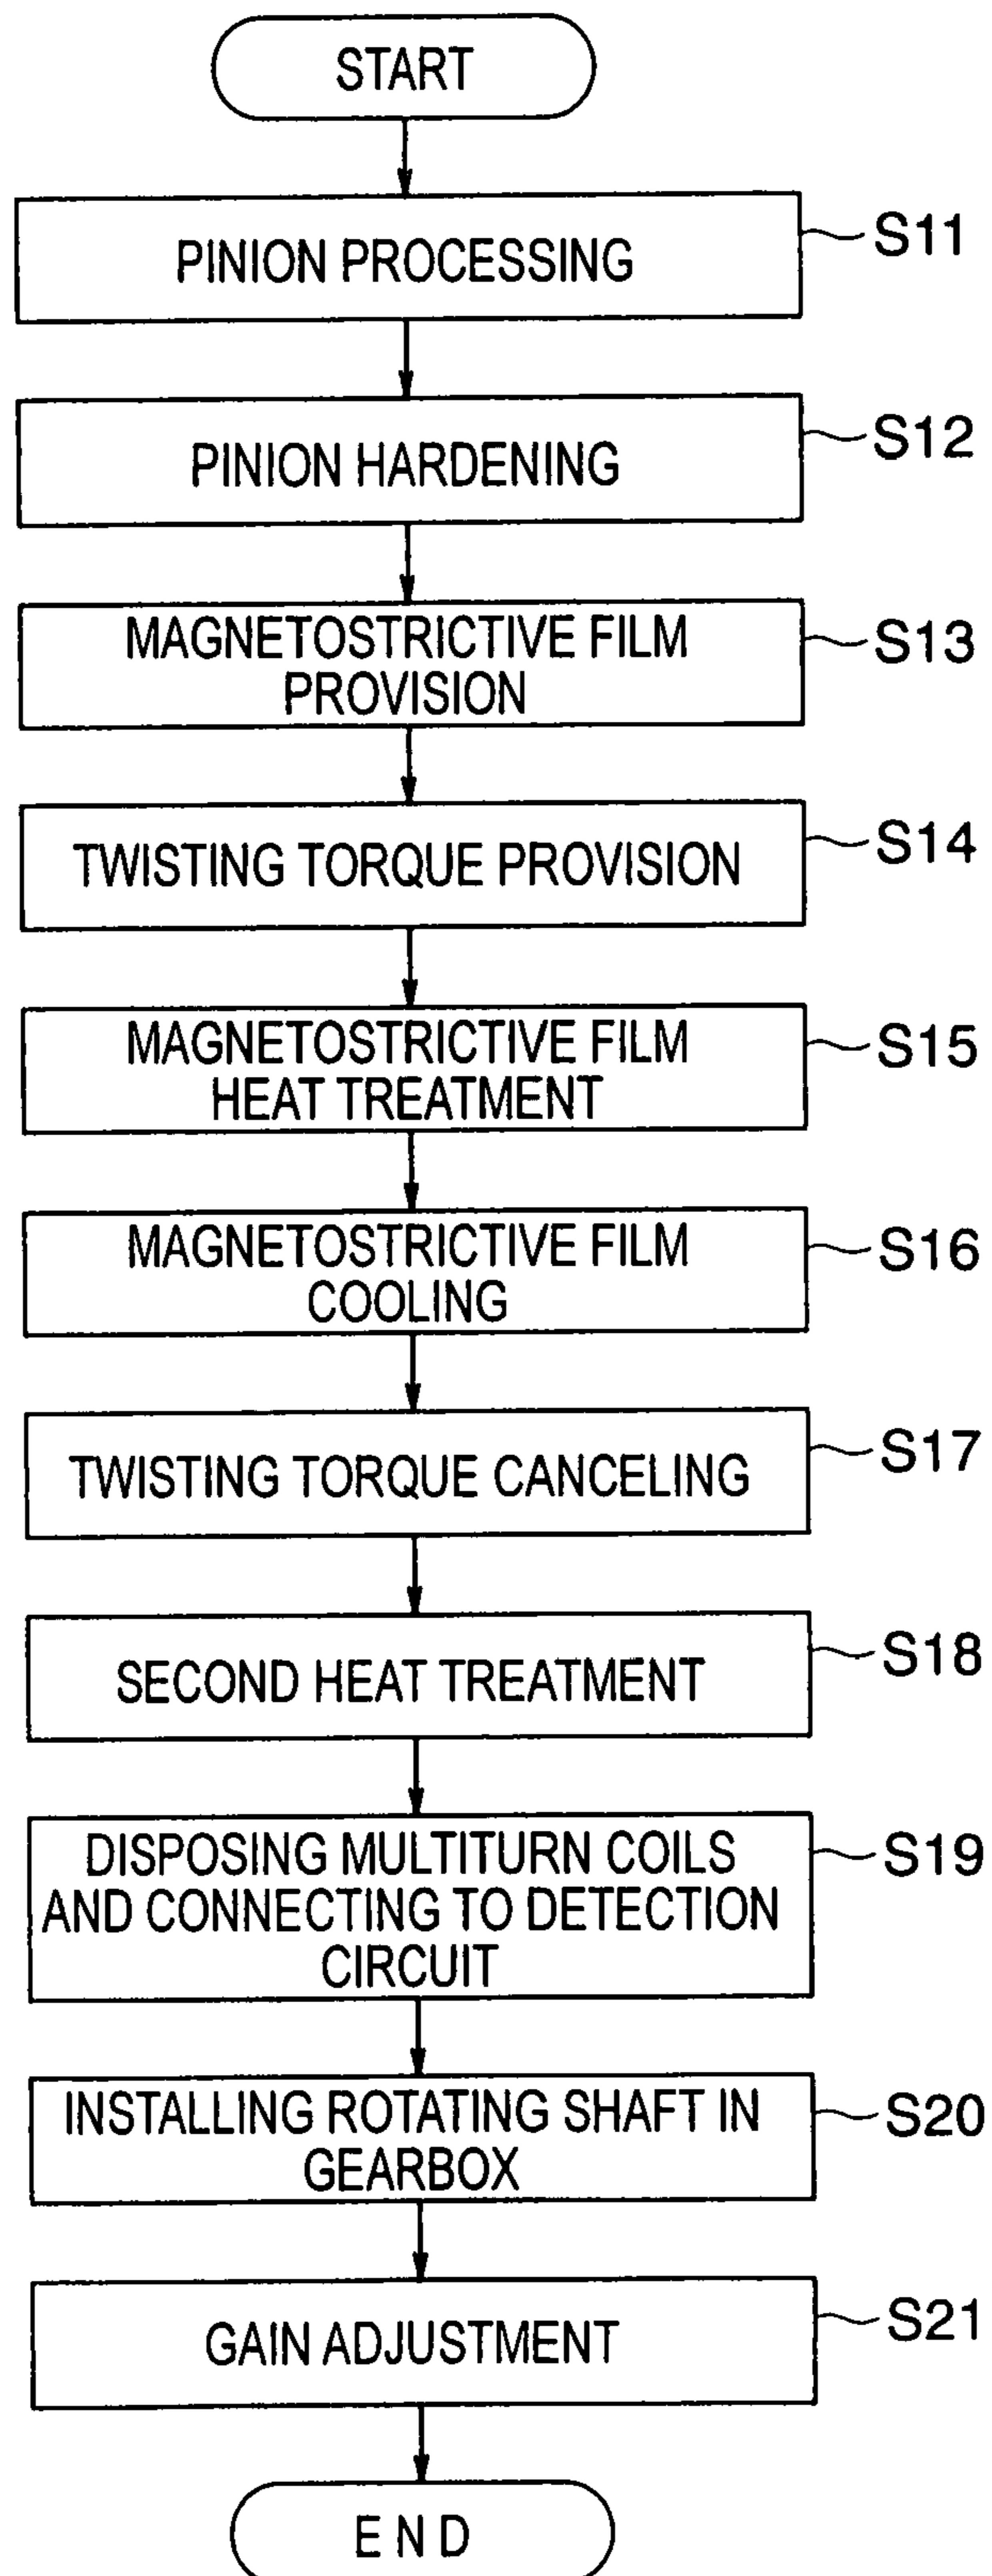 START
PINION PROCESSING
S11
PINION HARDENING
S12
MAGNETOSTRICTIVE FILM
PROVISION
S13
TWISTING TORQUE PROVISION
S14
MAGNETOSTRICTIVE FILM
HEAT TREATMENT
S15
MAGNETOSTRICTIVE FILM
COOLING
S16
TWISTING TORQUE CANCELING
S17
SECOND HEAT TREATMENT
S18
DISPOSING MULTITURN COILS
AND CONNECTING TO DETECTION
CIRCUIT
S19
INSTALLING ROTATING SHAFT IN
GEARBOX
S20
GAIN ADJUSTMENT
S21
END